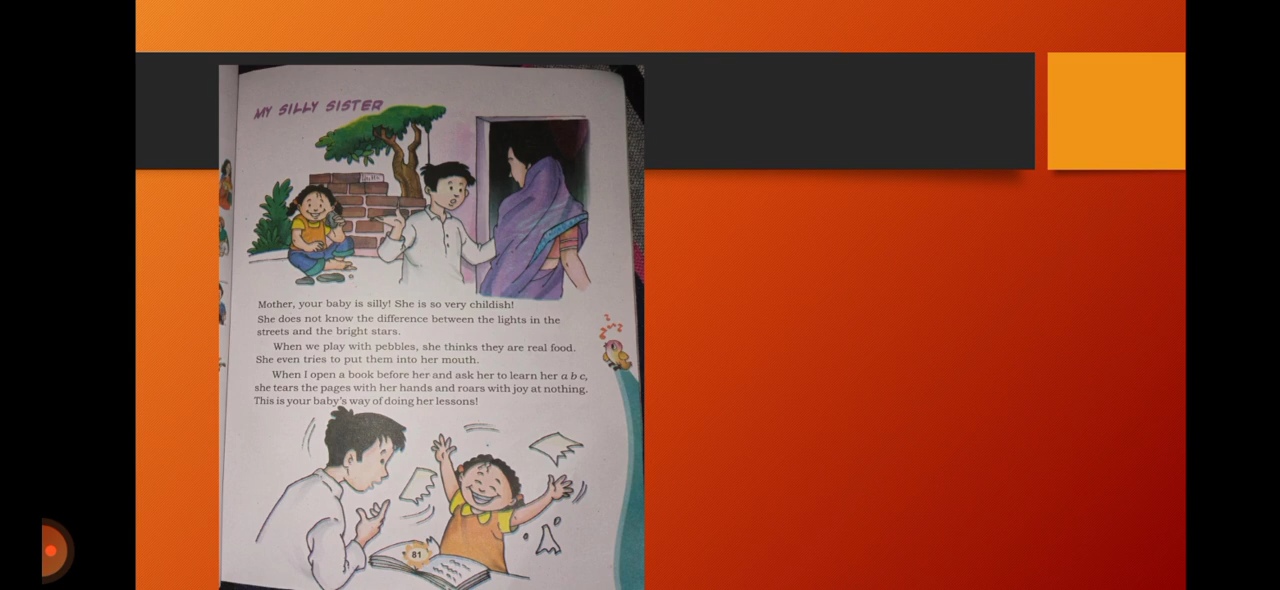 MY SILLY SISTER
Mother, your baby is silly! She is so very childish!
She does not know the difference between the lights in the
streets and the bright stars.
When we play with pebbles, she thinks they are real food.
She even tries to put them into her mouth.
When I open a book before her and ask her to learn her a b c,
she tears the pages with her hands and roars with joy at nothing.
This is your baby's way of doing her lessons!
81